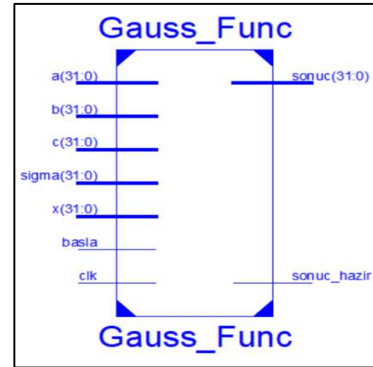 Gauss_Func
a(31:0)
sonuc(31:0)
b(31:0)
c(31:0)
sigma(31:0)
x(31:0)
basla
clk
sonuc_hazir
Gauss_Func